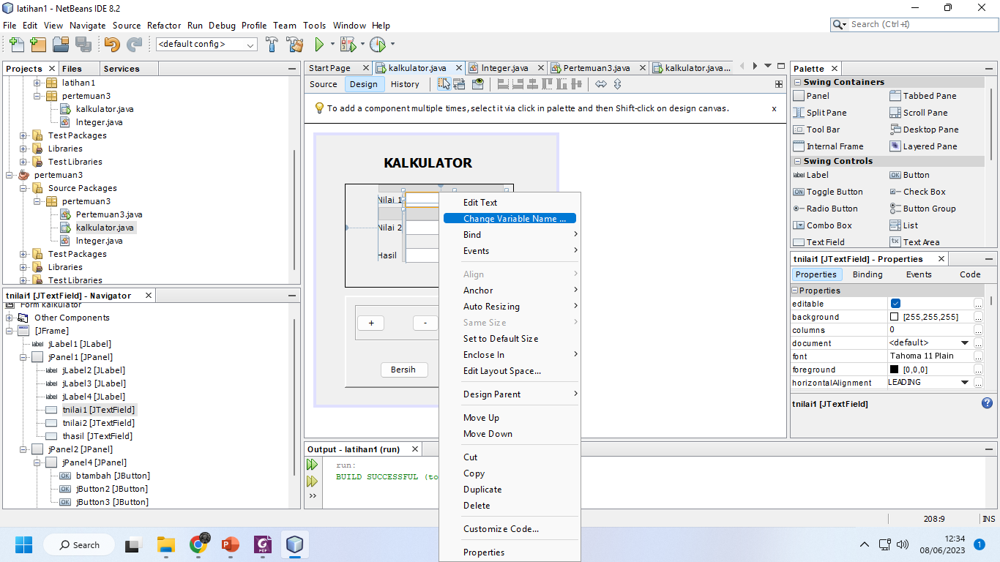 latihan1 - NetBeans IDE 8.2
File Edit View Navigate Source Refactor Run Debug Profile Team Tools Window Help
Search (Ctrl+I)
<default config>
Projects Files Services
latihan1
pertemuan3
kalkulator.java
Integer.java
Test Packages
Libraries
Test Libraries
pertemuan3
Source Packages
pertemuan3
Pertemuan3.java
kalkulator.java
Integer.java
Test Packages
Libraries
Test Libraries
tnilai1 [JTextField] - Navigator
Form kalkulator
Other Components
[JFrame]
jLabel1 [JLabel]
jPanel1 [JPanel]
jLabel2 [JLabel]
jLabel3 [JLabel]
jLabel4 [JLabel]
tnilai1 [JTextField]
tnilai2 [JTextField]
thasil [JTextField]
jPanel2 [JPanel]
jPanel4 [JPanel]
btambah [JButton]
jButton2 [JButton]
jButton3 [JButton]
Start Page kalkulator.java Integer.java Pertemuan3.java kalkulator.java...
Source Design History
To add a component multiple times, select it via click in palette and then Shift-click on design canvas. x
KALKULATOR
Nilai 1
Nilai 2
Hasil
+ -
Bersih
Edit Text
Change Variable Name ...
Bind
Events
Align
Anchor
Auto Resizing
Same Size
Set to Default Size
Enclose In
Edit Layout Space...
Design Parent
Move Up
Move Down
Cut
Copy
Duplicate
Delete
Customize Code...
Properties
Output - latihan1 (run)
run:
BUILD SUCCESSFUL (to
Palette
Swing Containers
Panel Tabbed Pane
Split Pane Scroll Pane
Tool Bar Desktop Pane
Internal Frame Layered Pane
Swing Controls
Label Button
Toggle Button Check Box
Radio Button Button Group
Combo Box List
Text Field Text Area
tnilai1 [JTextField] - Properties
Properties Binding Events Code
Properties
editable
background [255,255,255] ...
columns 0 ...
document <default> ...
font Tahoma 11 Plain ...
foreground [0,0,0] ...
horizontalAlignment LEADING ...
tnilai1 [JTextField]
208:9 INS
Search
12:34
08/06/2023
1